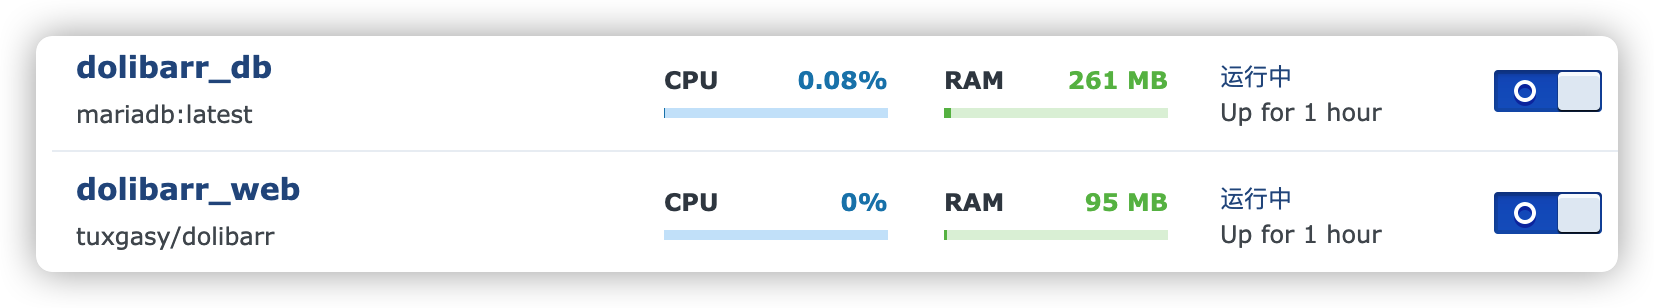 dolibarr_db
mariadb:latest
CPU 0.08%
RAM 261 MB
运行中
Up for 1 hour
dolibarr_web
tuxgasy/dolibarr
CPU 0%
RAM 95 MB
运行中
Up for 1 hour